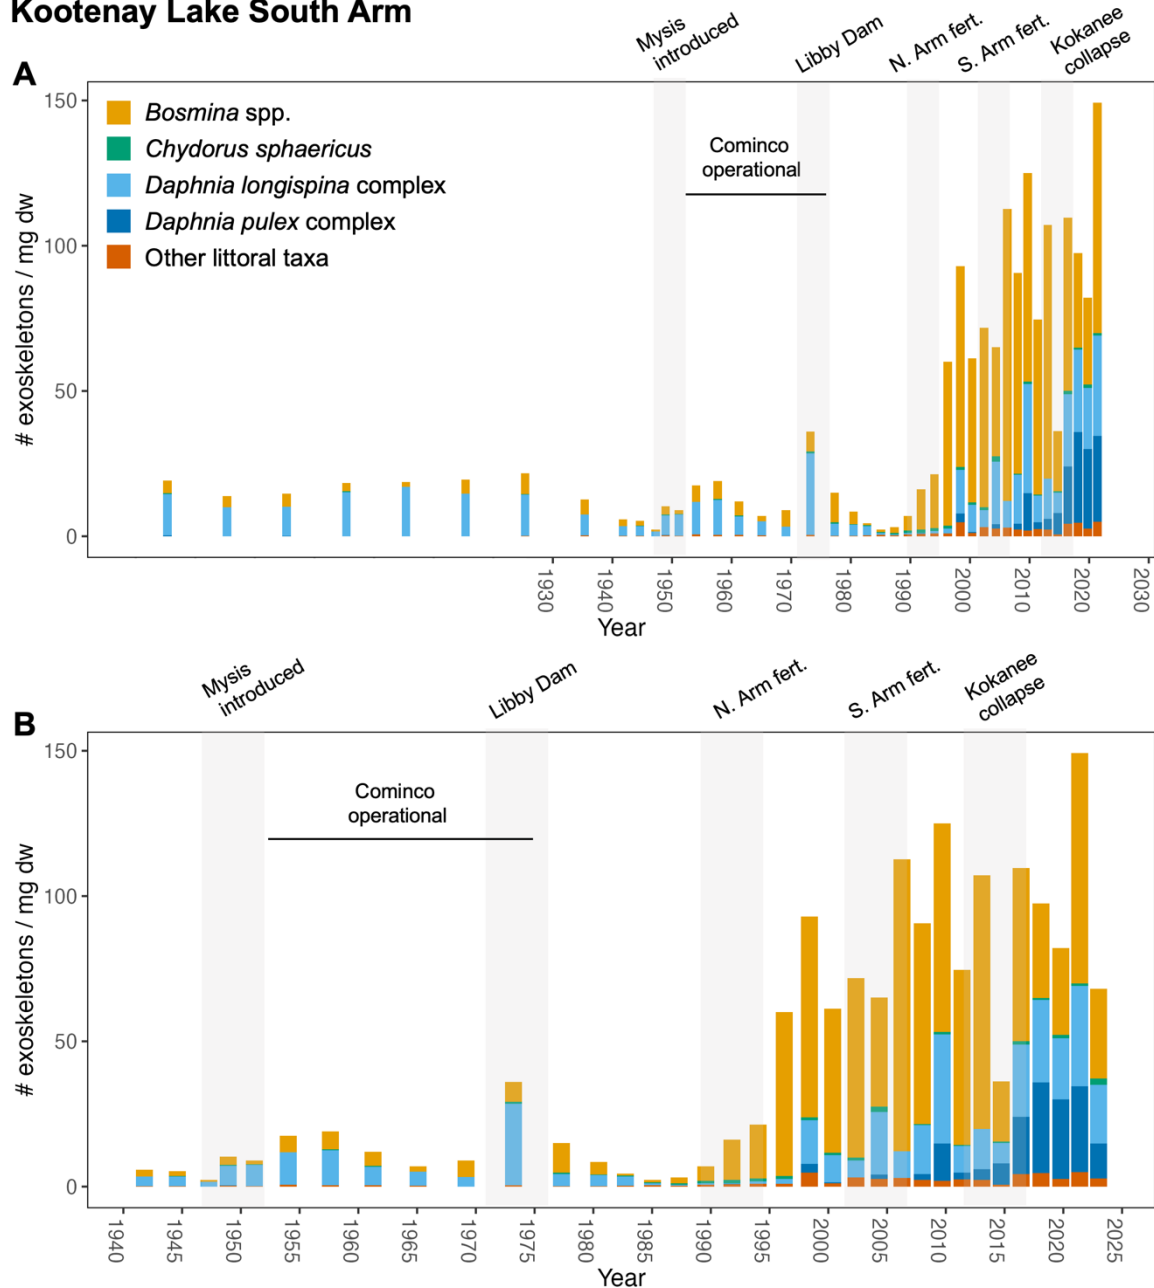 Kootenay Lake South Arm
Mysis
introduced
Libby Dam
N. Arm fert.
S. Arm fert.
Kokanee
collapse
A
150
100
50
0
# exoskeletons / mg dw
Bosmina spp.
Chydorus sphaericus
Daphnia longispina complex
Daphnia pulex complex
Other littoral taxa
Cominco
operational
1930
1940
1950
1960
1970
1980
1990
2000
2010
2020
2030
Year
Mysis
introduced
Libby Dam
N. Arm fert.
S. Arm fert.
Kokanee
collapse
B
150
100
50
0
# exoskeletons / mg dw
Cominco
operational
1940
1945
1950
1955
1960
1965
1970
1975
1980
1985
1990
1995
2000
2005
2010
2015
2020
2025
Year